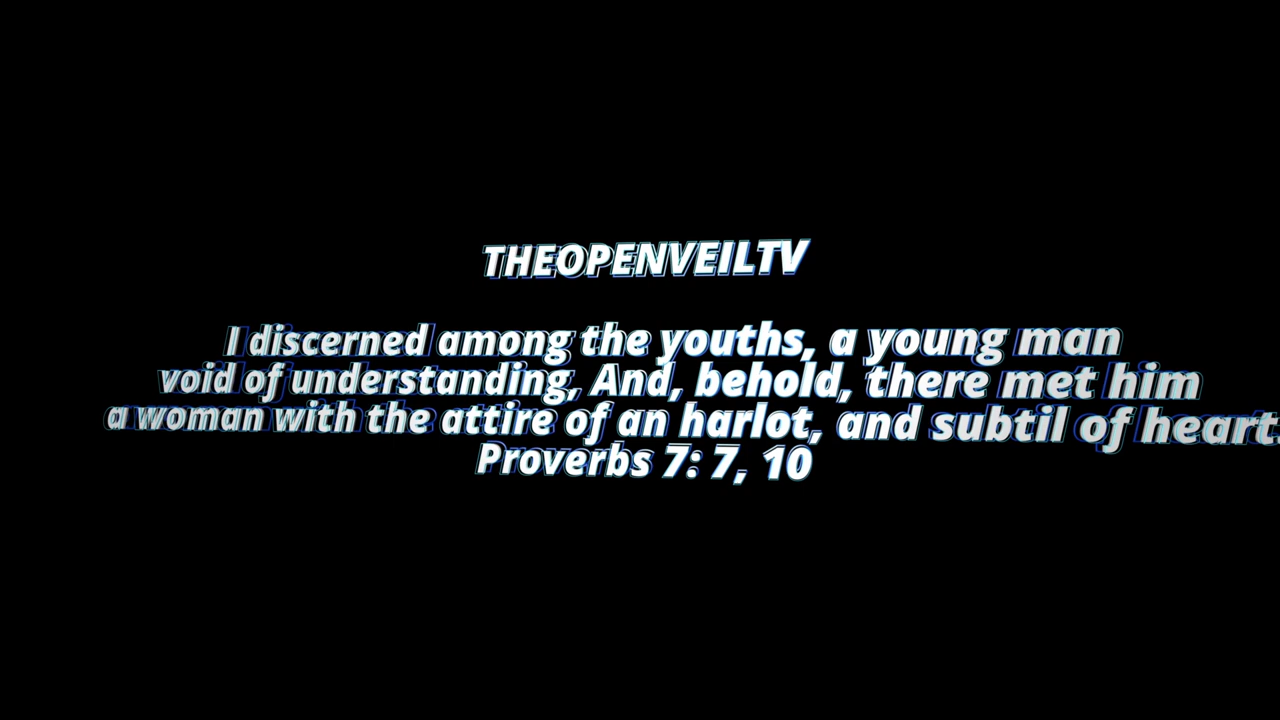 THEOPENVEILTV
I discerned among the youths, a young man
void of understanding, And, behold, there met him
a woman with the attire of an harlot, and subtil of heart.
Proverbs 7: 7, 10